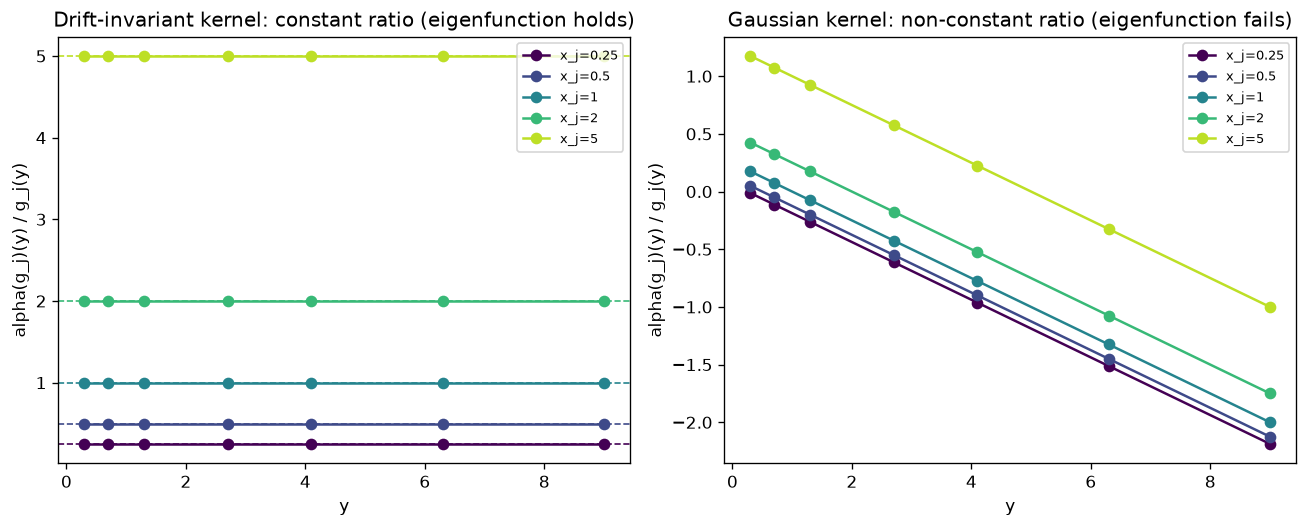 Drift-invariant kernel: constant ratio (eigenfunction holds)
alpha(g_j))(y) / g_j(y)
5
4
3
2
1
x_j=0.25
x_j=0.5
x_j=1
x_j=2
x_j=5
0 2 4 6 8
y
Gaussian kernel: non-constant ratio (eigenfunction fails)
alpha(g_j))(y) / g_j(y)
1.0
0.5
0.0
−0.5
−1.0
−1.5
−2.0
x_j=0.25
x_j=0.5
x_j=1
x_j=2
x_j=5
0 2 4 6 8
y